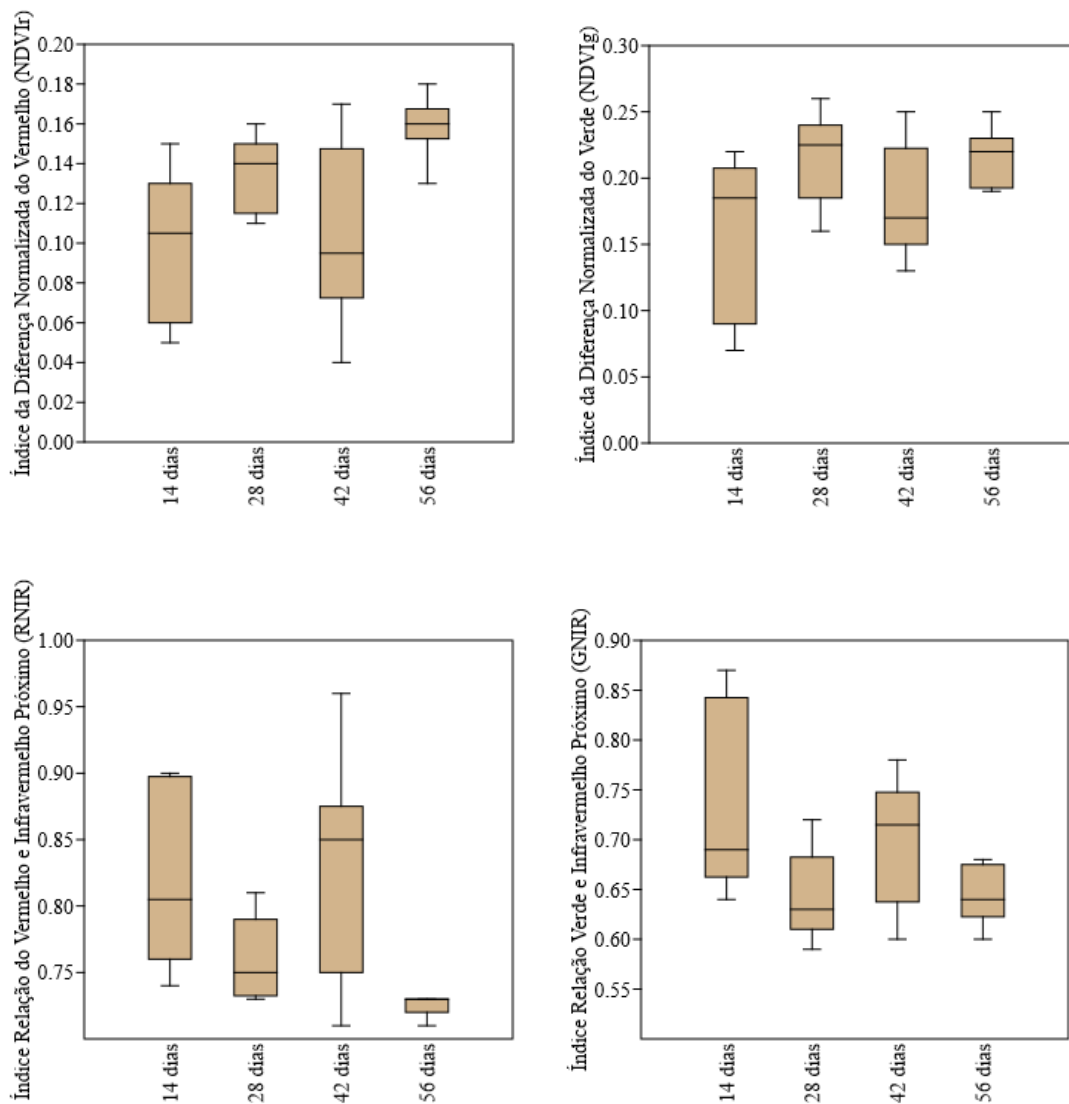 Índice da Diferença Normalizada do Vermelho (NDVIr)
0.20
0.18
0.16
0.14
0.12
0.10
0.08
0.06
0.04
0.02
0.00
14 dias
28 dias
42 dias
56 dias
Índice da Diferença Normalizada do Verde (NDVIg)
0.30
0.25
0.20
0.15
0.10
0.05
0.00
14 dias
28 dias
42 dias
56 dias
Índice Relação do Vermelho e Infravermelho Próximo (RNIR)
1.00
0.95
0.90
0.85
0.80
0.75
14 dias
28 dias
42 dias
56 dias
Índice Relação Verde e Infravermelho Próximo (GNIR)
0.90
0.85
0.80
0.75
0.70
0.65
0.60
0.55
14 dias
28 dias
42 dias
56 dias